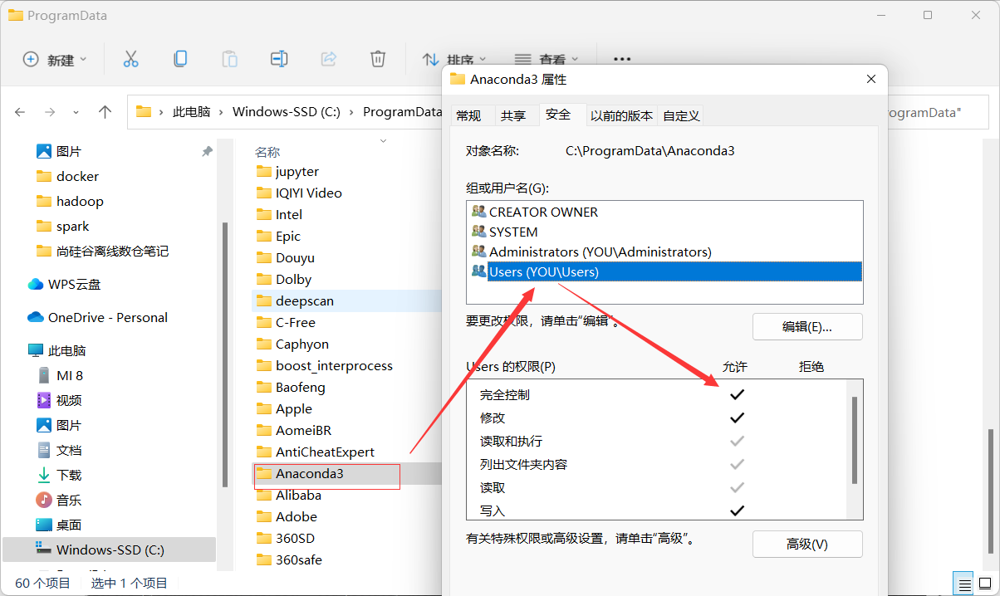 ProgramData
新建
排序
查看
此电脑 > Windows-SSD (C:) > ProgramData
rogramData"
图片
docker
hadoop
spark
尚硅谷离线数仓笔记
WPS云盘
OneDrive - Personal
此电脑
MI 8
视频
图片
文档
下载
音乐
桌面
Windows-SSD (C:)
名称
jupyter
IQIYI Video
Intel
Epic
Douyu
Dolby
deepscan
C-Free
Caphyon
boost_interprocess
Baofeng
Apple
AomeiBR
AntiCheatExpert
Anaconda3
Alibaba
Adobe
360SD
360safe
60 个项目 选中 1 个项目
Anaconda3 属性
常规 共享 安全 以前的版本 自定义
对象名称: C:\ProgramData\Anaconda3
组或用户名(G):
CREATOR OWNER
SYSTEM
Administrators (YOU\Administrators)
Users (YOU\Users)
要更改权限，请单击“编辑”。
编辑(E)...
Users 的权限(P) 允许 拒绝
完全控制
修改
读取和执行
列出文件夹内容
读取
写入
有关特殊权限或高级设置，请单击“高级”。
高级(V)